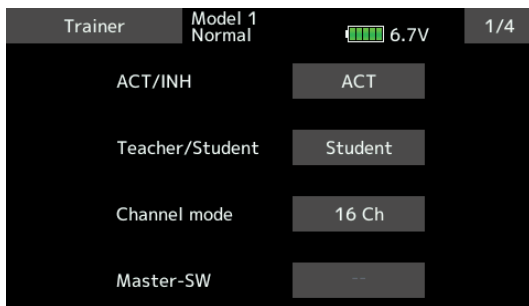 Trainer
Model 1
Normal
6.7V
1/4
ACT/INH ACT
Teacher/Student Student
Channel mode 16 Ch
Master-SW --